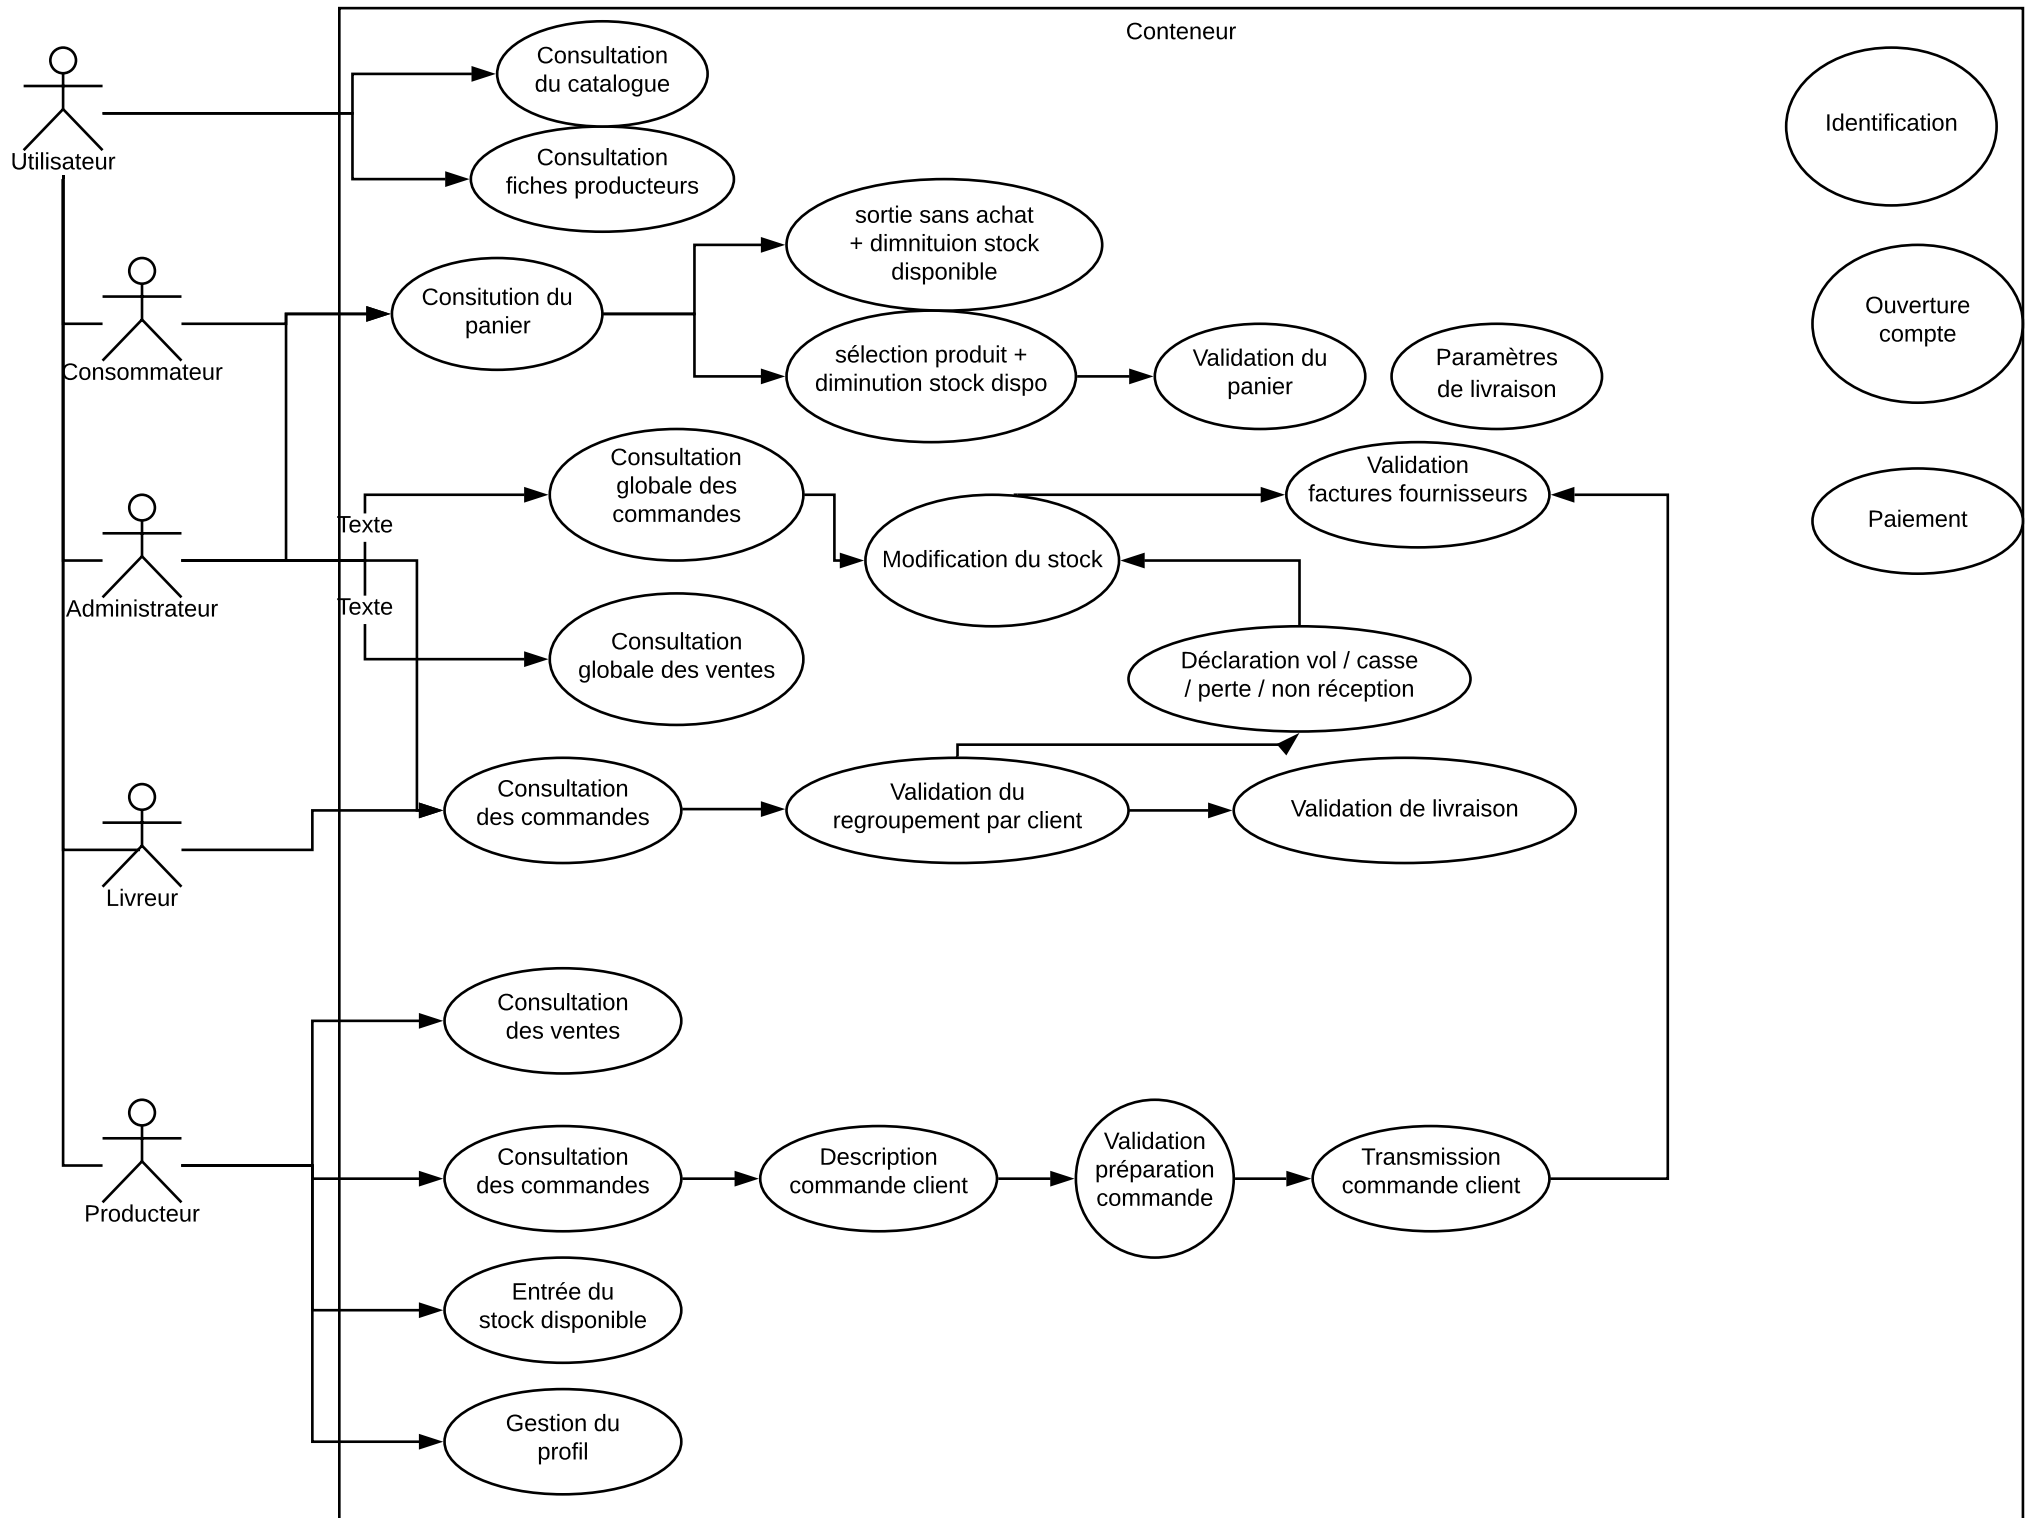 Conteneur
Consultation
du catalogue
Identification
Utilisateur
Consultation
fiches producteurs
sortie sans achat
+ dimnituion stock
disponible
Consitution du
panier
Ouverture
compte
Consommateur
sélection produit +
diminution stock dispo
Validation du
panier
Paramètres
de livraison
Consultation
globale des
commandes
Validation
factures fournisseurs
Texte
Paiement
Modification du stock
Administrateur
Texte
Consultation
globale des ventes
Déclaration vol / casse
/ perte / non réception
Consultation
des commandes
Validation du
regroupement par client
Validation de livraison
Livreur
Consultation
des ventes
Producteur
Consultation
des commandes
Description
commande client
Validation
préparation
commande
Transmission
commande client
Entrée du
stock disponible
Gestion du
profil